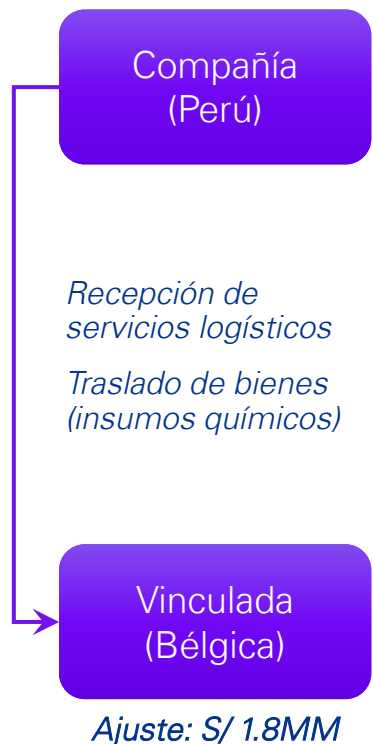 Compañía
(Perú)
Recepción de
servicios logísticos
Traslado de bienes
(insumos químicos)
Vinculada
(Bélgica)
Ajuste: S/ 1.8MM